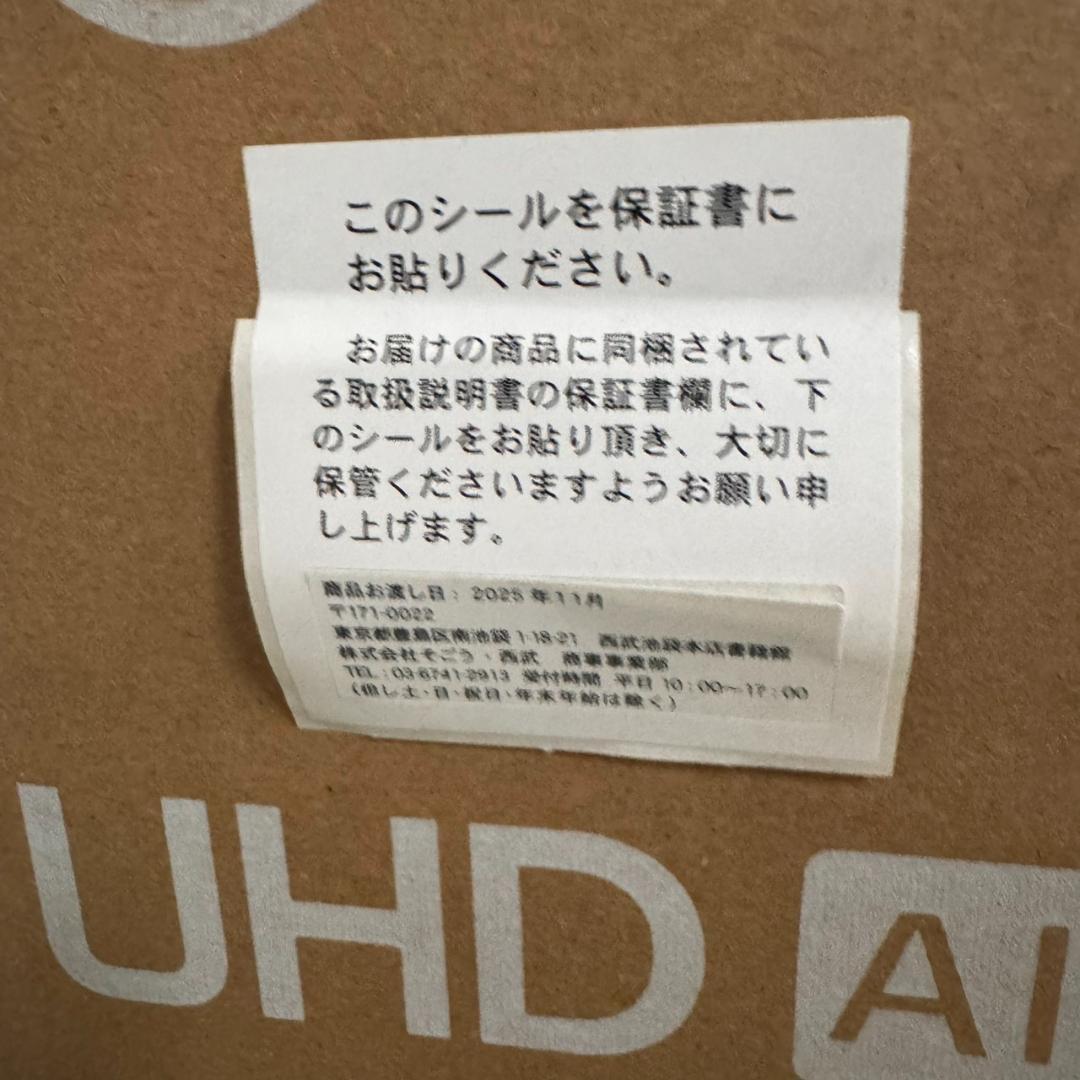 このシールを保証書に
お貼りください。
お届けの商品に同梱されてい
る取扱説明書の保証書欄に、下
のシールをお貼り頂き、大切に
保管くださいますようお願い申
し上げます。
商品お渡し日: 2025 年11月
〒171-0022
東京都豊島区南池袋 1-18-21 西武池袋本店書籍館
株式会社そごう・西武 商事事業部
TEL:03-6741-2913 受付時間 平日 10:00～17:00
(但し土・日・祝日・年末年始は除く)
UHD AI